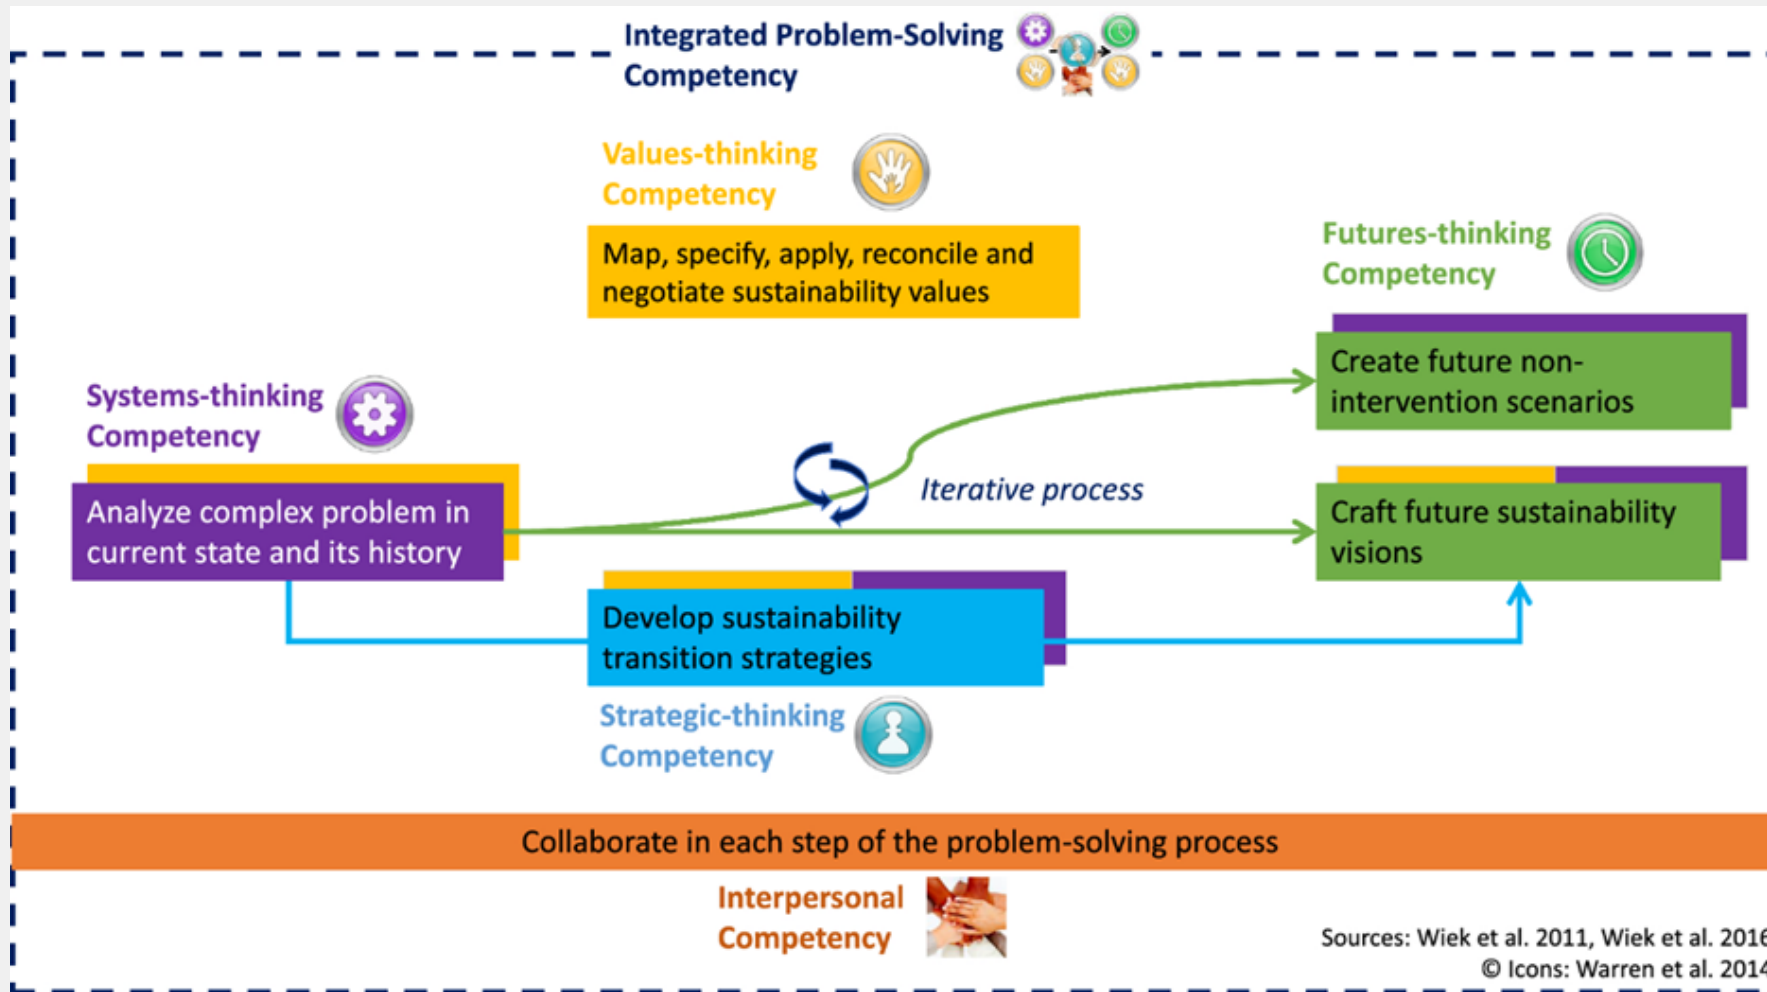 Integrated Problem-Solving
Competency
Values-thinking
Competency
Map, specify, apply, reconcile and
negotiate sustainability values
Futures-thinking
Competency
Create future non-
intervention scenarios
Systems-thinking
Competency
Analyze complex problem in
current state and its history
Iterative process
Craft future sustainability
visions
Develop sustainability
transition strategies
Strategic-thinking
Competency
Collaborate in each step of the problem-solving process
Interpersonal
Competency
Sources: Wiek et al. 2011, Wiek et al. 2016
© Icons: Warren et al. 2014